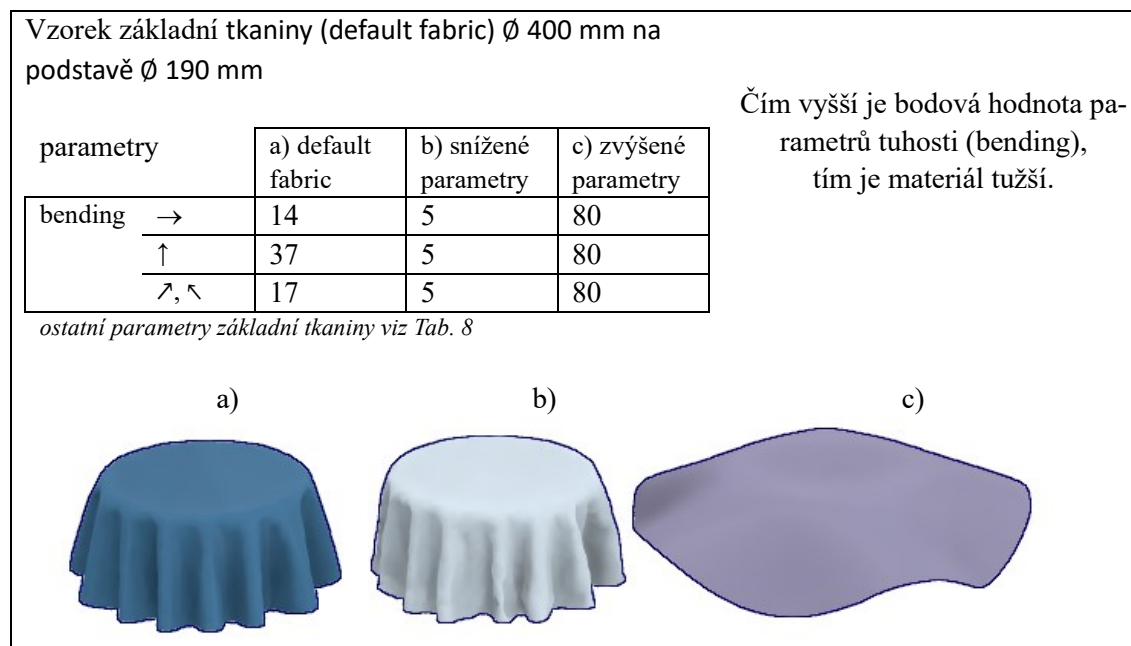 Vzorek základní tkaniny (default fabric) Ø 400 mm na
podstavě Ø 190 mm
Čím vyšší je bodová hodnota pa-
rametrů tuhosti (bending),
tím je materiál tužší.
parametry a) default fabric b) snížené parametry c) zvýšené parametry
bending → 14 5 80
↑ 37 5 80
↗, ↖ 17 5 80
ostatní parametry základní tkaniny viz Tab. 8
a) b) c)